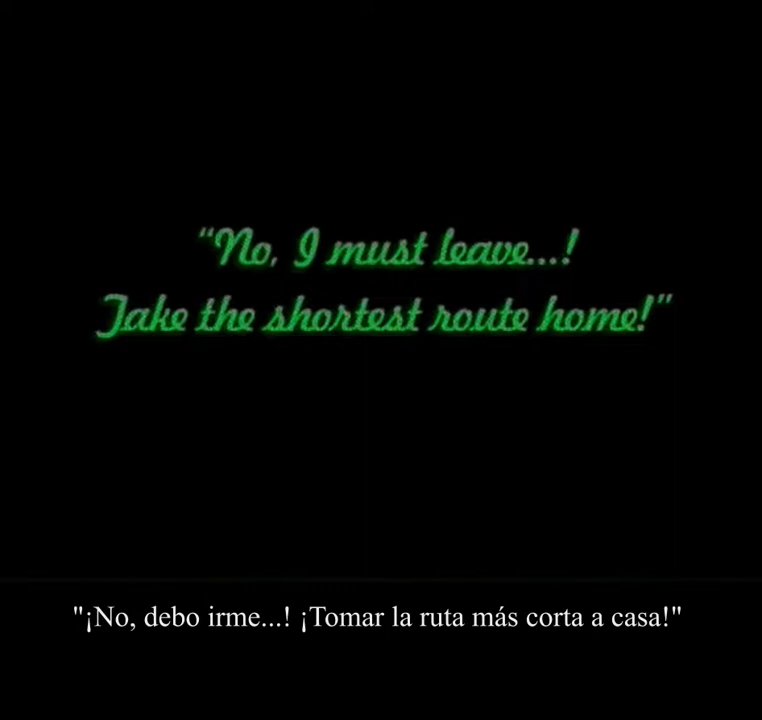 “No, I must leave...!
Take the shortest route home!”
"¡No, debo irme...! ¡Tomar la ruta más corta a casa!"